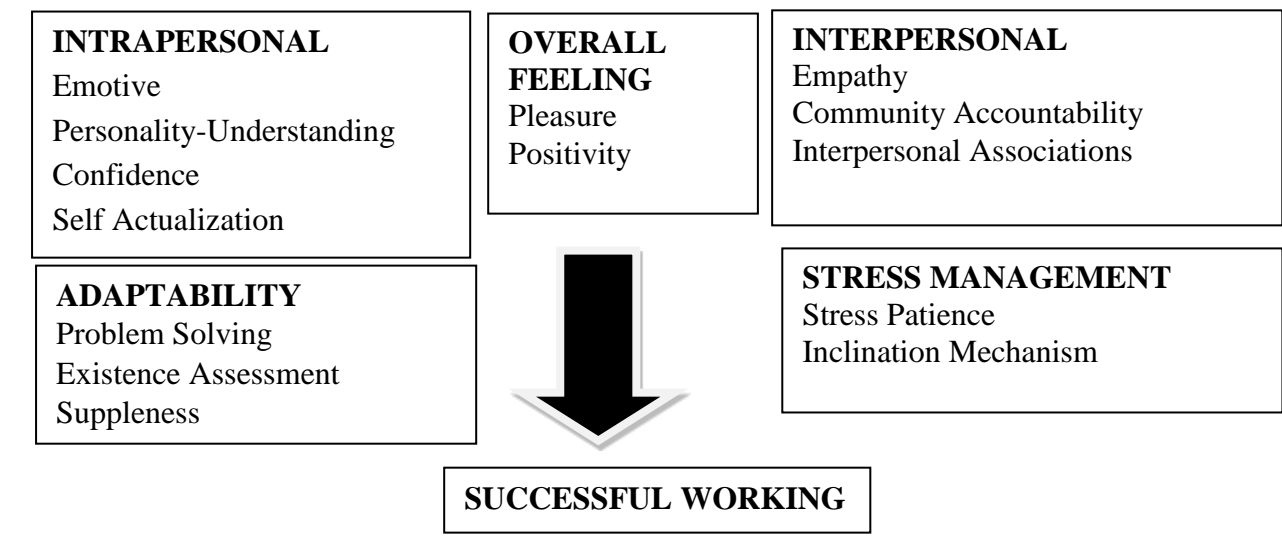 INTRAPERSONAL
Emotive
Personality-Understanding
Confidence
Self Actualization
OVERALL
FEELING
Pleasure
Positivity
INTERPERSONAL
Empathy
Community Accountability
Interpersonal Associations
ADAPTABILITY
Problem Solving
Existence Assessment
Suppleness
STRESS MANAGEMENT
Stress Patience
Inclination Mechanism
SUCCESSFUL WORKING